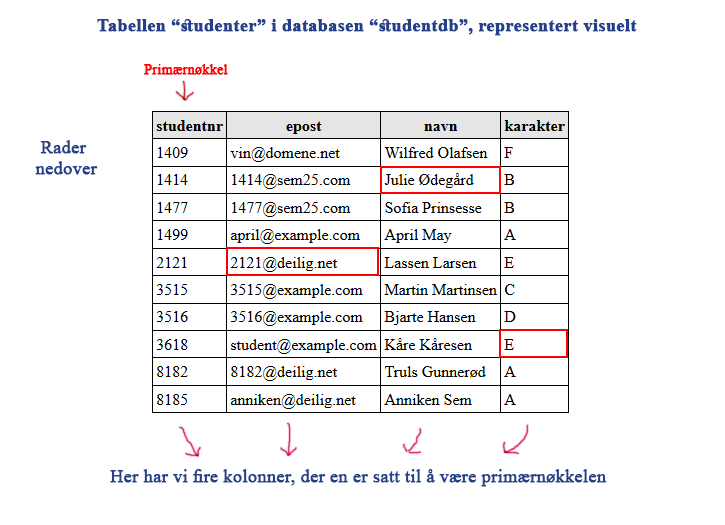 Tabellen “studenter” i databasen “studentdb”, representert visuelt
Primærnøkkel
Rader
nedover
studentnr epost navn karakter
1409 vin@domene.net Wilfred Olafsen F
1414 1414@sem25.com Julie Ødegård B
1477 1477@sem25.com Sofia Prinsesse B
1499 april@example.com April May A
2121 2121@deilig.net Lassen Larsen E
3515 3515@example.com Martin Martinsen C
3516 3516@example.com Bjarte Hansen D
3618 student@example.com Kåre Kåresen E
8182 8182@deilig.net Truls Gunnerød A
8185 anniken@deilig.net Anniken Sem A
Her har vi fire kolonner, der en er satt til å være primærnøkkelen